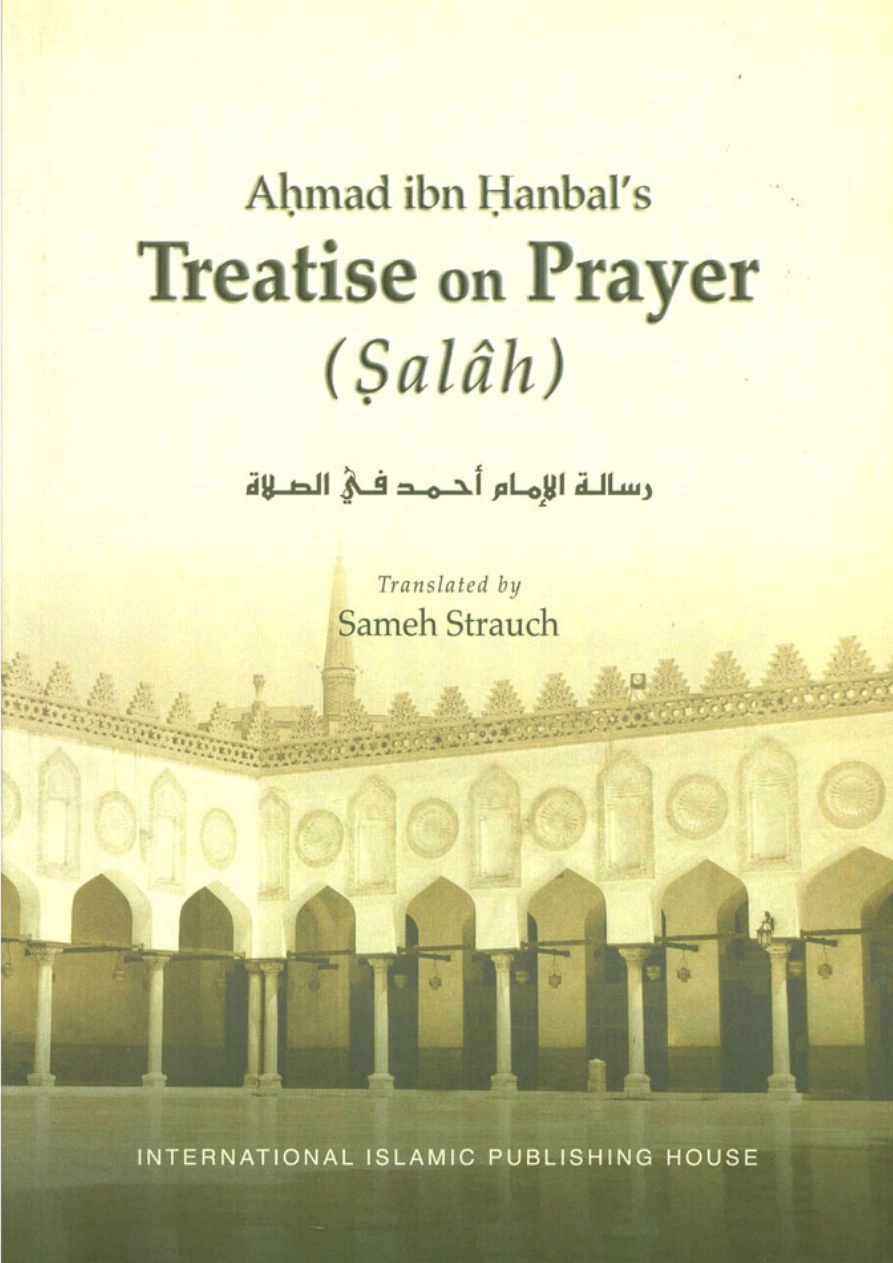 Aḥmad ibn Ḥanbal's
Treatise on Prayer
(Ṣalâh)
رسالة الإمام أحمد في الصلاة
Translated by
Sameh Strauch
INTERNATIONAL ISLAMIC PUBLISHING HOUSE